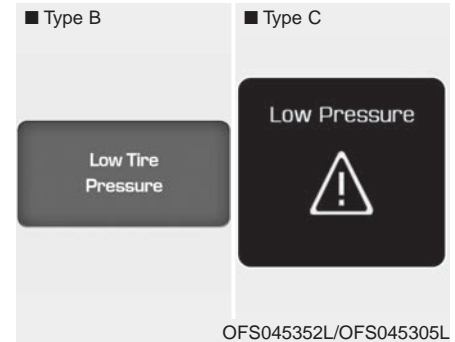 ■ Type B
■ Type C
Low Tire
Pressure
Low Pressure
OFS045352L/OFS045305L